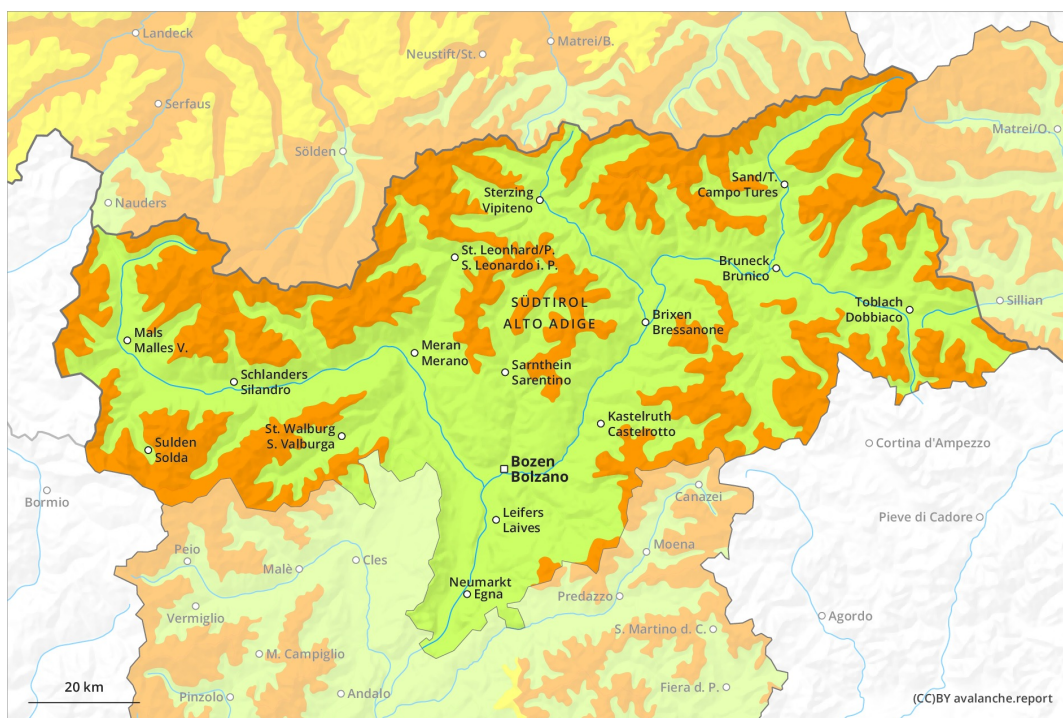 Landeck
Matrei/B.
Neustift/St.
Serfaus
Matrei/O.
Sölden
Sand/T.
Campo Tures
Sterzing
Vipiteno
Nauders
St. Leonhard/P.
S. Leonardo i. P.
Bruneck
Brunico
SÜDTIROL
ALTO ADIGE
Toblach
Dobbiaco
Sillian
Brixen
Bressanone
Mals
Malles V.
Meran
Merano
Sarnthein
Sarentino
Schlanders
Silandro
Kastelruth
Castelrotto
St. Walburg
S. Valburga
Sulden
Solda
Cortina d'Ampezzo
Bozen
Bolzano
Bormio
Canazei
Leifers
Laives
Pieve di Cadore
Peio
Moena
Cles
Malè
Neumarkt
Egna
Predazzo
Vermiglio
Agordo
S. Martino d. C.
M. Campiglio
20 km
Pinzolo
Andalo
Fiera d. P.
(CC)BY avalanche.report